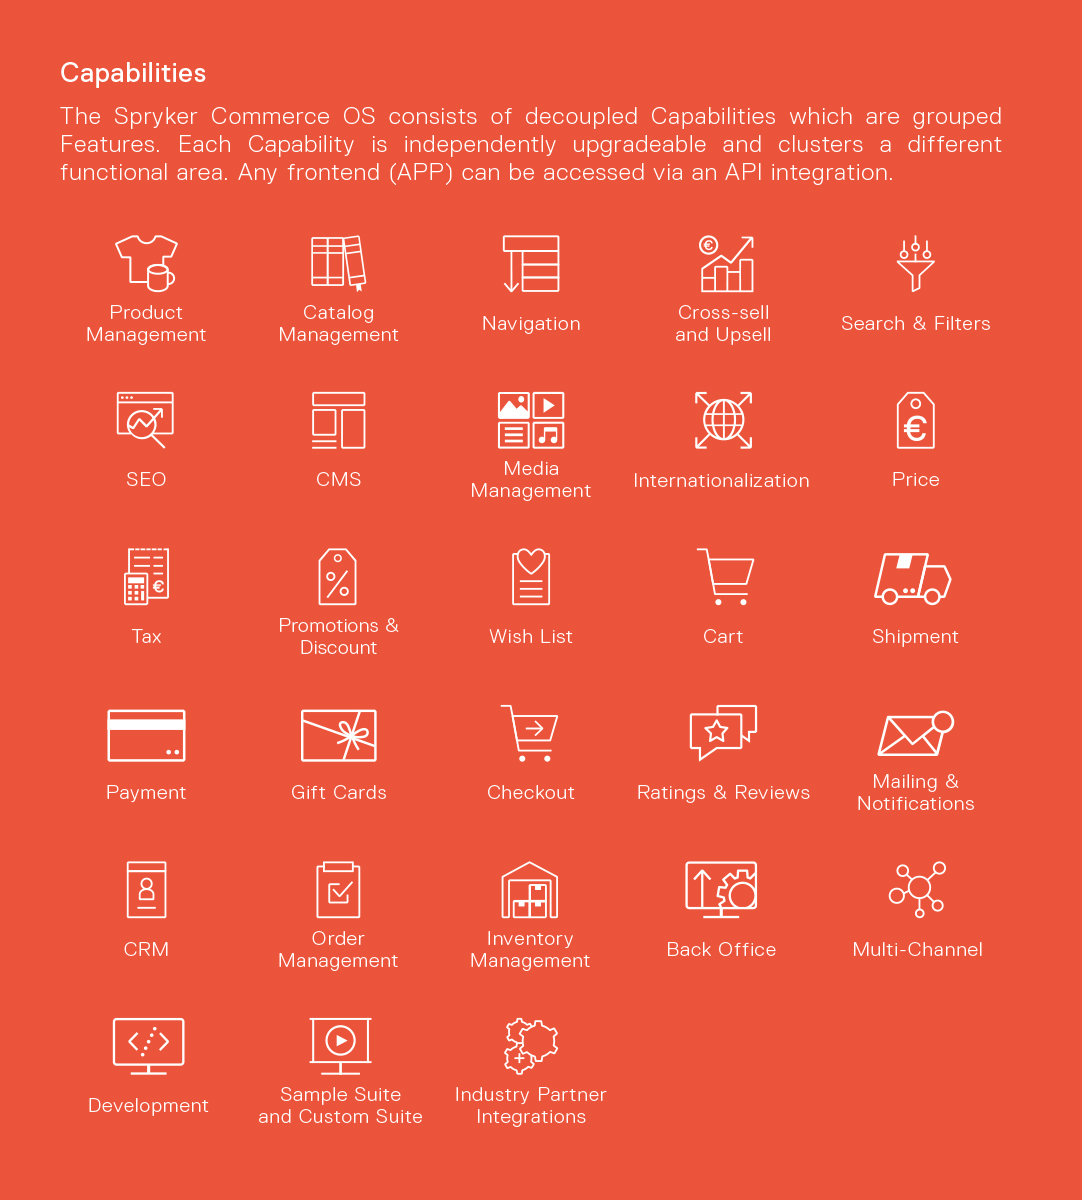 Capabilities
The Spryker Commerce OS consists of decoupled Capabilities which are grouped
Features. Each Capability is independently upgradeable and clusters a different
functional area. Any frontend (APP) can be accessed via an API integration.
Product
Management
Catalog
Management
Navigation
Cross-sell
and Upsell
Search & Filters
SEO
CMS
Media
Management
Internationalization
Price
Tax
Promotions &
Discount
Wish List
Cart
Shipment
Payment
Gift Cards
Checkout
Ratings & Reviews
Mailing &
Notifications
CRM
Order
Management
Inventory
Management
Back Office
Multi-Channel
Development
Sample Suite
and Custom Suite
Industry Partner
Integrations